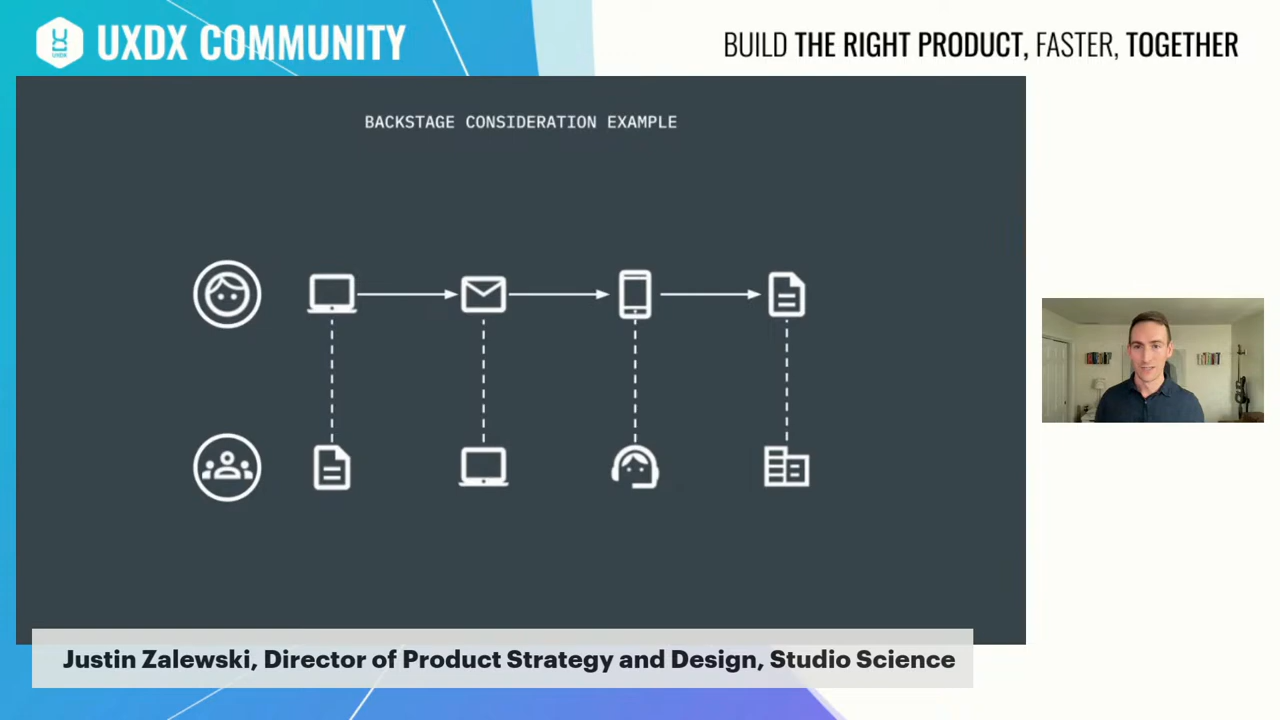 UXDX
UXDX COMMUNITY
BUILD THE RIGHT PRODUCT, FASTER, TOGETHER
BACKSTAGE CONSIDERATION EXAMPLE
Justin Zalewski, Director of Product Strategy and Design, Studio Science